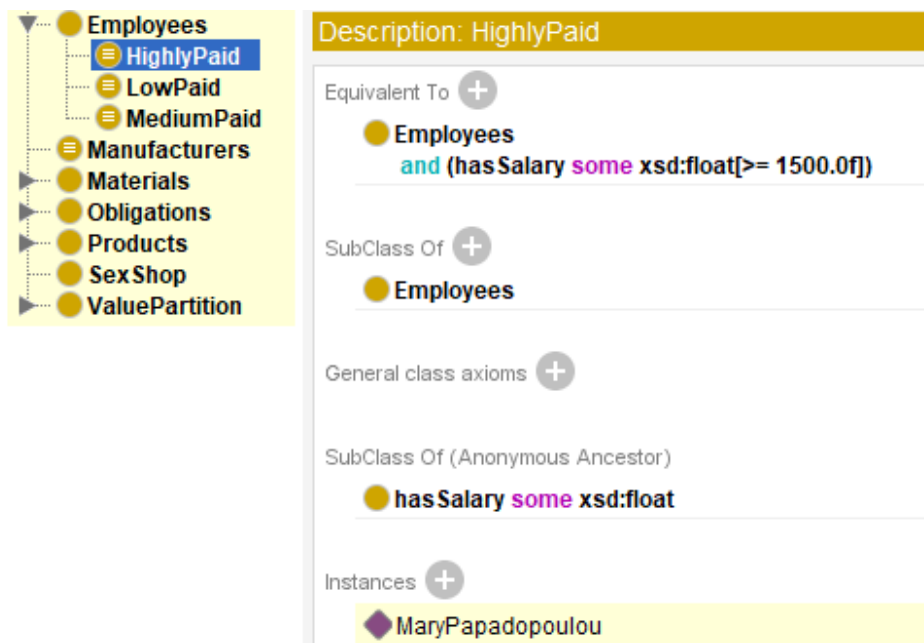 Employees
HighlyPaid
LowPaid
MediumPaid
Manufacturers
Materials
Obligations
Products
SexShop
ValuePartition
Description: HighlyPaid
Equivalent To
Employees
and (hasSalary some xsd:float[>= 1500.0f])
SubClass Of
Employees
General class axioms
SubClass Of (Anonymous Ancestor)
hasSalary some xsd:float
Instances
MaryPapadopoulou